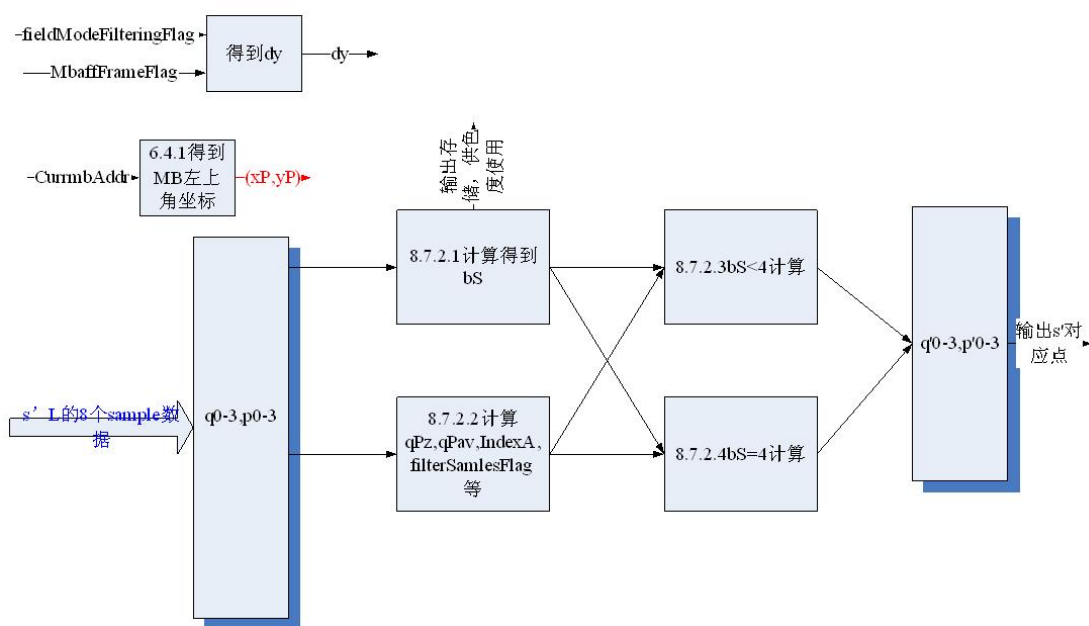 fieldModeFilteringFlag
MbaffFrameFlag
得到dy
dy
CurrmbAddr
6.4.1得到
MB左上
角坐标
(xP,yP)
输出存
储，供色
度使用
8.7.2.1计算得到
bS
8.7.2.3bS<4计算
q0-3,p0-3
s’L的8个sample数
据
8.7.2.2计算
qPz,qPav,IndexA,
filterSamlesFlag
等
8.7.2.4bS=4计算
q'0-3,p'0-3
输出s'对
应点